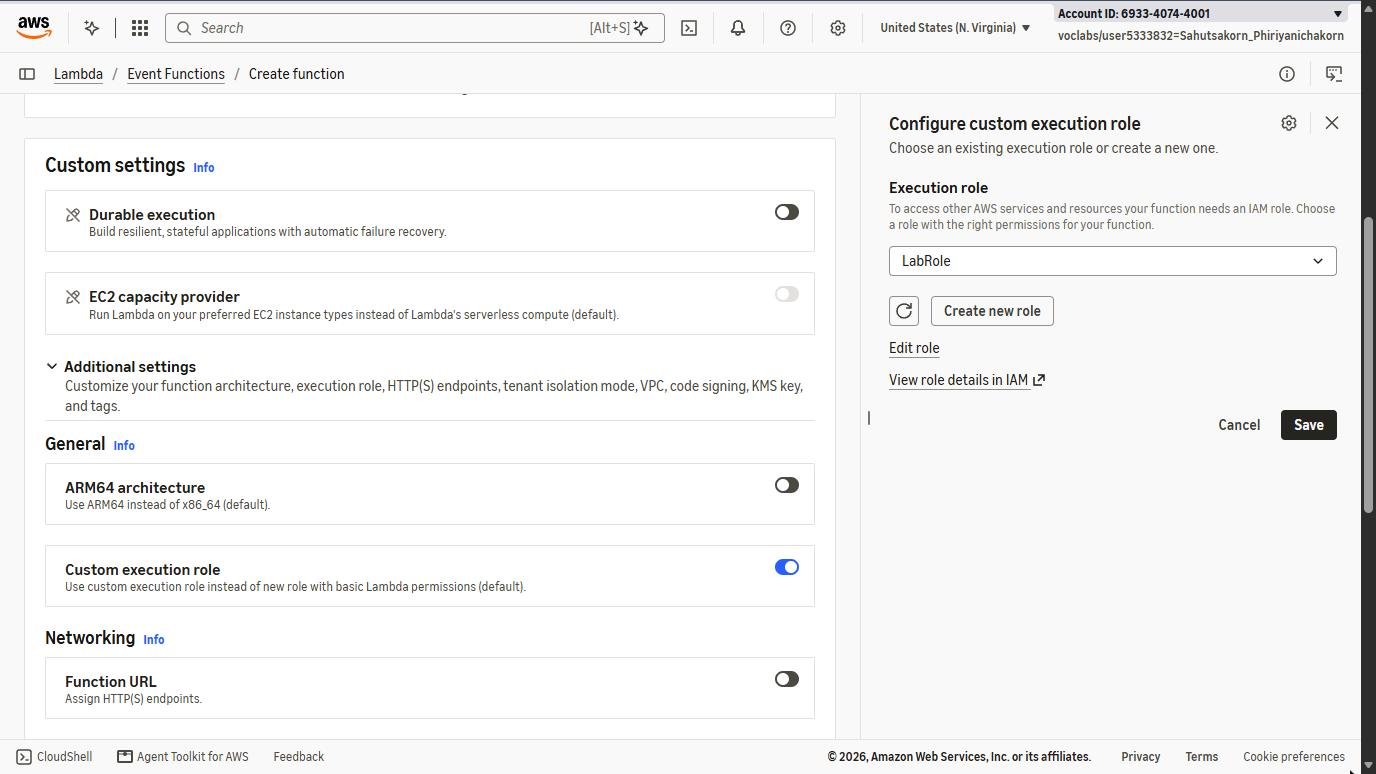 aws
Search
[Alt+S]
United States (N. Virginia)
Account ID: 6933-4074-4001
voclabs/user5333832=Sahutsakorn_Phiriyanichakorn
Lambda / Event Functions / Create function
Custom settings Info
Durable execution
Build resilient, stateful applications with automatic failure recovery.
EC2 capacity provider
Run Lambda on your preferred EC2 instance types instead of Lambda's serverless compute (default).
Additional settings
Customize your function architecture, execution role, HTTP(S) endpoints, tenant isolation mode, VPC, code signing, KMS key,
and tags.
General Info
ARM64 architecture
Use ARM64 instead of x86_64 (default).
Custom execution role
Use custom execution role instead of new role with basic Lambda permissions (default).
Networking Info
Function URL
Assign HTTP(S) endpoints.
Configure custom execution role
Choose an existing execution role or create a new one.
Execution role
To access other AWS services and resources your function needs an IAM role. Choose
a role with the right permissions for your function.
LabRole
Create new role
Edit role
View role details in IAM
Cancel
Save
CloudShell
Agent Toolkit for AWS
Feedback
© 2026, Amazon Web Services, Inc. or its affiliates.
Privacy
Terms
Cookie preferences